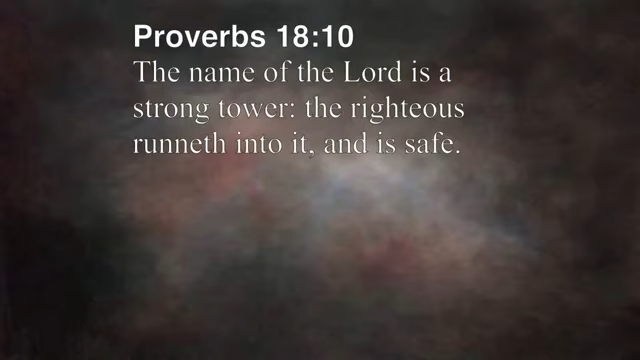 Proverbs 18:10
The name of the Lord is a
strong tower: the righteous
runneth into it, and is safe.